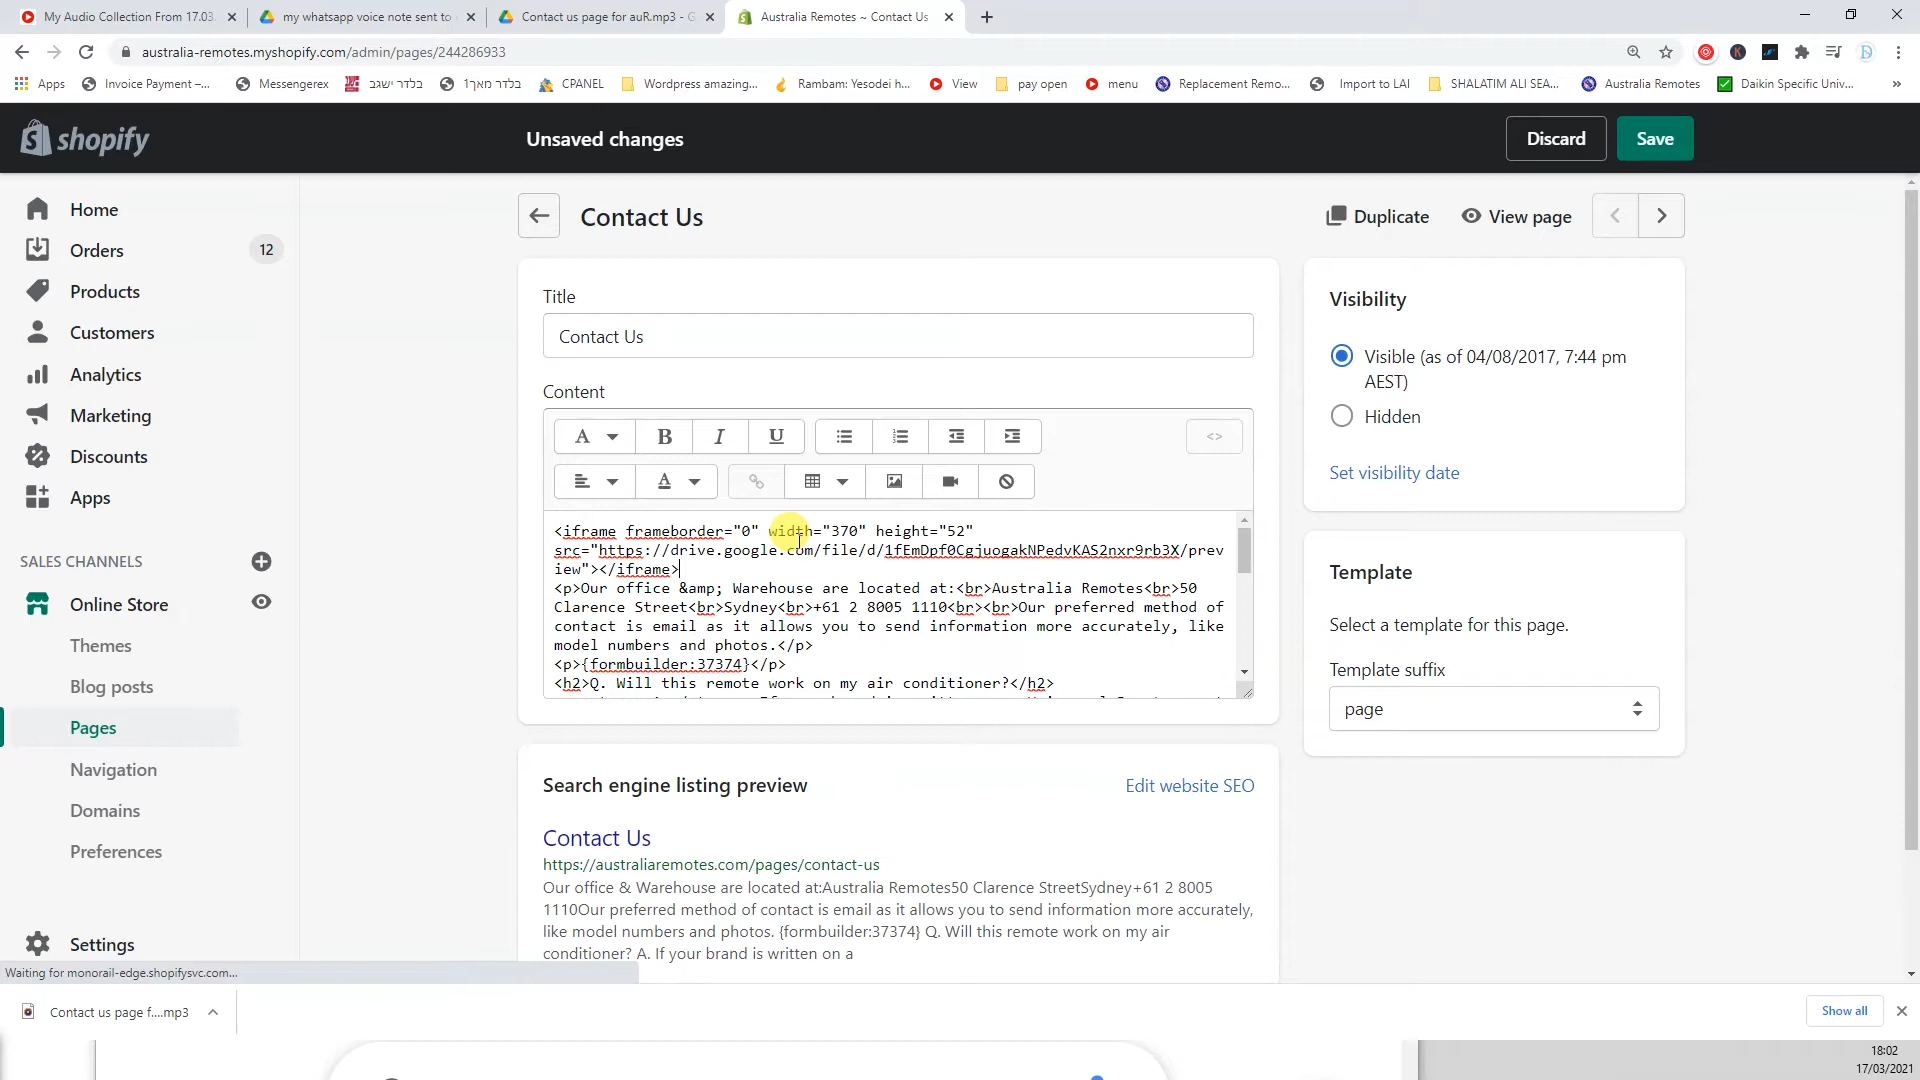 My Audio Collection From 17.03.
my whatsapp voice note sent to
Contact us page for auR.mp3 - G
Australia Remotes ~ Contact Us
australia-remotes.myshopify.com/admin/pages/244286933
Apps
Invoice Payment –...
Messengerex
בלדר ישגב
בלדר מאך1
CPANEL
Wordpress amazing...
Rambam: Yesodei h...
View
pay open
menu
Replacement Remo...
Import to LAI
SHALATIM ALI SEA...
Australia Remotes
Daikin Specific Univ...
»
shopify
Unsaved changes
Discard
Save
Home
Orders
12
Products
Customers
Analytics
Marketing
Discounts
Apps
SALES CHANNELS
Online Store
Themes
Blog posts
Pages
Navigation
Domains
Preferences
Settings
Contact Us
Duplicate
View page
Title
Contact Us
Content
A
B
I
U
<>
A
<iframe frameborder="0" width="370" height="52"
src="https://drive.google.com/file/d/1fEmDpf0CgjuogakNPedvKAS2nxr9rb3X/prev
iew"></iframe>
<p>Our office &amp; Warehouse are located at:<br>Australia Remotes<br>50
Clarence Street<br>Sydney<br>+61 2 8005 1110<br><br>Our preferred method of
contact is email as it allows you to send information more accurately, like
model numbers and photos.</p>
<p>{formbuilder:37374}</p>
<h2>Q. Will this remote work on my air conditioner?</h2>
Search engine listing preview
Edit website SEO
Contact Us
https://australiaremotes.com/pages/contact-us
Our office & Warehouse are located at:Australia Remotes50 Clarence StreetSydney+61 2 8005
1110Our preferred method of contact is email as it allows you to send information more accurately,
like model numbers and photos. {formbuilder:37374} Q. Will this remote work on my air
conditioner? A. If your brand is written on a
Visibility
Visible (as of 04/08/2017, 7:44 pm
AEST)
Hidden
Set visibility date
Template
Select a template for this page.
Template suffix
page
Waiting for monorail-edge.shopifysvc.com...
Contact us page f....mp3
Show all
18:02
17/03/2021